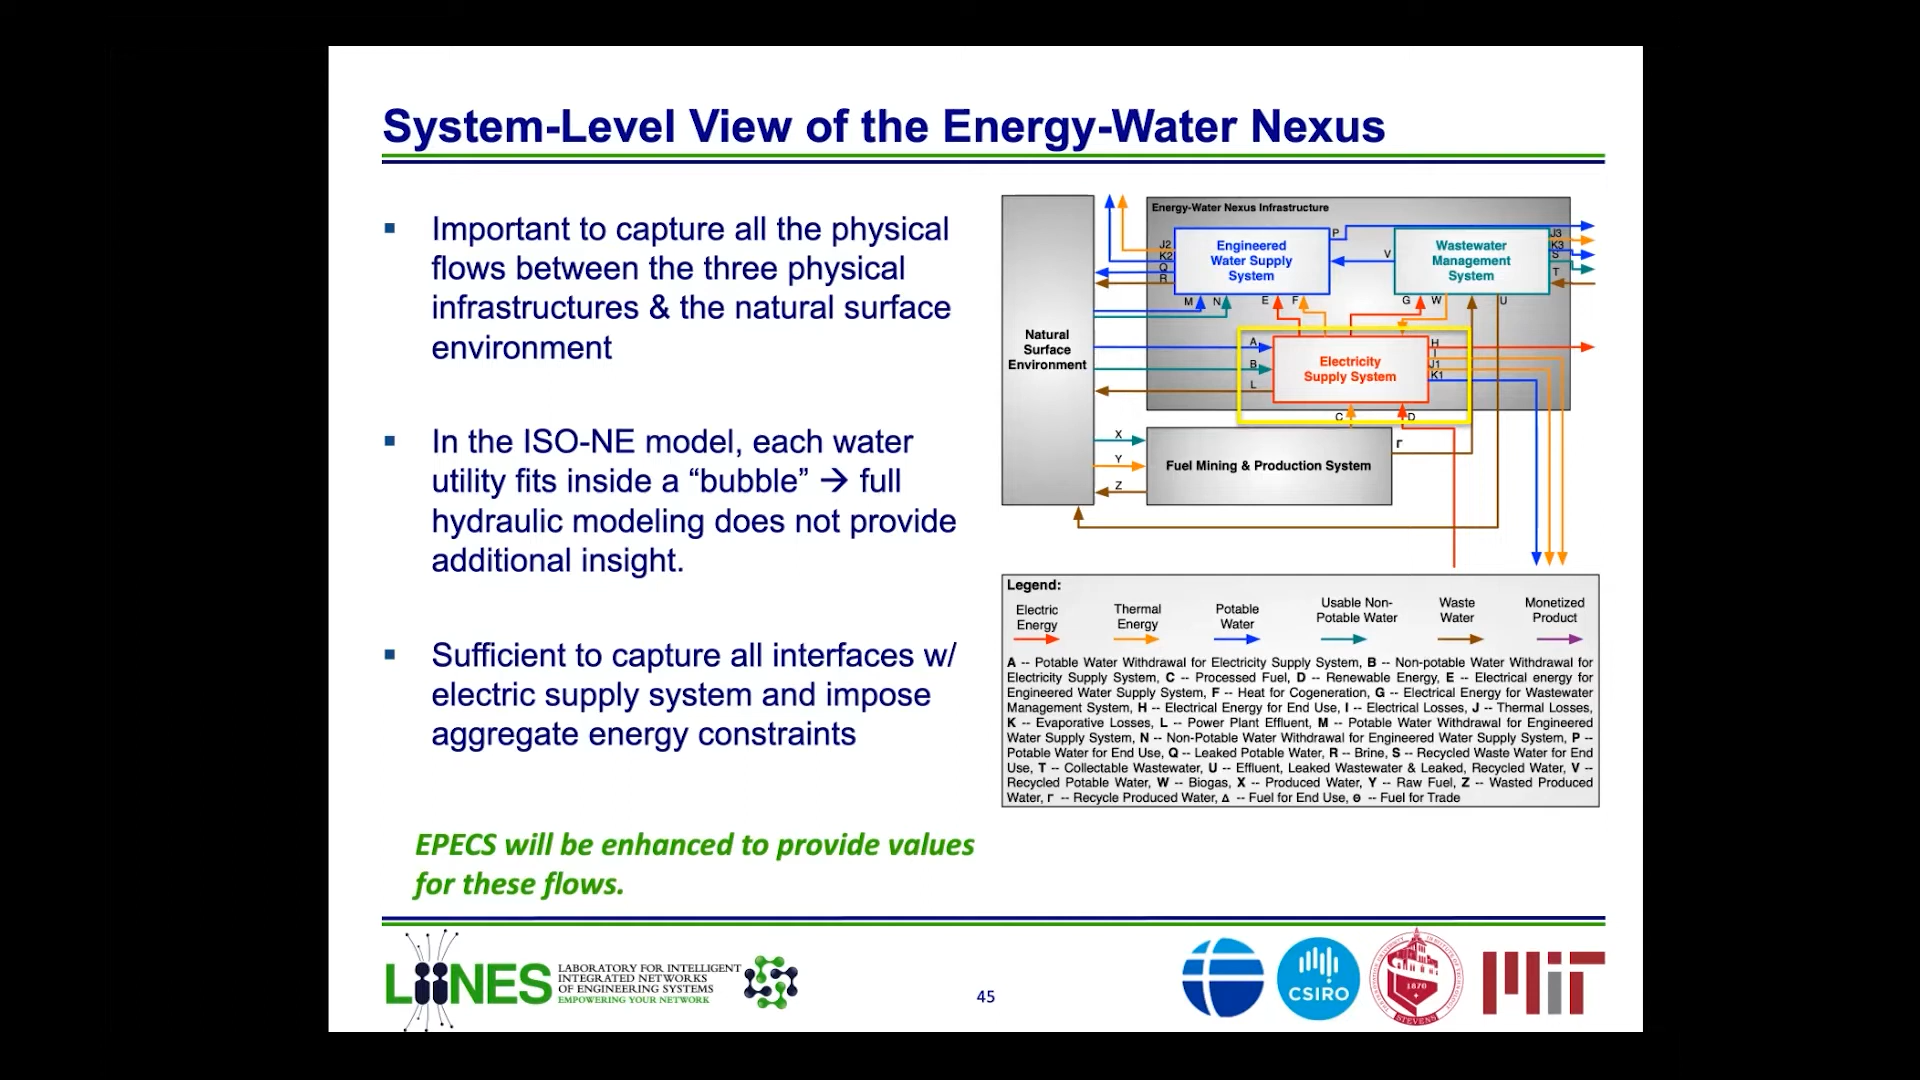 System-Level View of the Energy-Water Nexus
▪ Important to capture all the physical
flows between the three physical
infrastructures & the natural surface
environment
▪ In the ISO-NE model, each water
utility fits inside a “bubble” → full
hydraulic modeling does not provide
additional insight.
▪ Sufficient to capture all interfaces w/
electric supply system and impose
aggregate energy constraints
EPECS will be enhanced to provide values
for these flows.
Energy-Water Nexus Infrastructure
Engineered
Water Supply
System
Wastewater
Management
System
J2
K2
Q
R
P
V
J3
K3
S
T
M N E F G W U
Natural
Surface
Environment
A
B
L
Electricity
Supply System
H
I
J1
K1
C D
X
Y
Z
Fuel Mining & Production System
Γ
Legend:
Electric
Energy
Thermal
Energy
Potable
Water
Usable Non-
Potable Water
Waste
Water
Monetized
Product
A -- Potable Water Withdrawal for Electricity Supply System, B -- Non-potable Water Withdrawal for
Electricity Supply System, C -- Processed Fuel, D -- Renewable Energy, E -- Electrical energy for
Engineered Water Supply System, F -- Heat for Cogeneration, G -- Electrical Energy for Wastewater
Management System, H -- Electrical Energy for End Use, I -- Electrical Losses, J -- Thermal Losses,
K -- Evaporative Losses, L -- Power Plant Effluent, M -- Potable Water Withdrawal for Engineered
Water Supply System, N -- Non-Potable Water Withdrawal for Engineered Water Supply System, P --
Potable Water for End Use, Q -- Leaked Potable Water, R -- Brine, S -- Recycled Waste Water for End
Use, T -- Collectable Wastewater, U -- Effluent, Leaked Wastewater & Leaked, Recycled Water, V --
Recycled Potable Water, W -- Biogas, X -- Produced Water, Y -- Raw Fuel, Z -- Wasted Produced
Water, Γ -- Recycle Produced Water, Δ -- Fuel for End Use, Θ -- Fuel for Trade
LIINES
LABORATORY FOR INTELLIGENT
INTEGRATED NETWORKS
OF ENGINEERING SYSTEMS
EMPOWERING YOUR NETWORK
45
CSIRO
1870
STEVENS
MIT